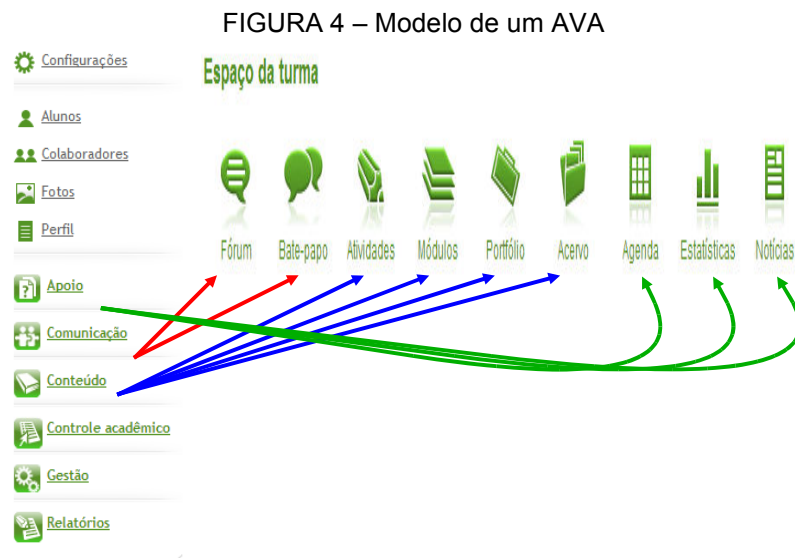 FIGURA 4 – Modelo de um AVA
Configurações
Espaço da turma
Alunos
Colaboradores
Fotos
Perfil
Fórum Bate-papo Atividades Módulos Portfólio Acervo Agenda Estatísticas Notícias
Apoio
Comunicação
Conteúdo
Controle acadêmico
Gestão
Relatórios